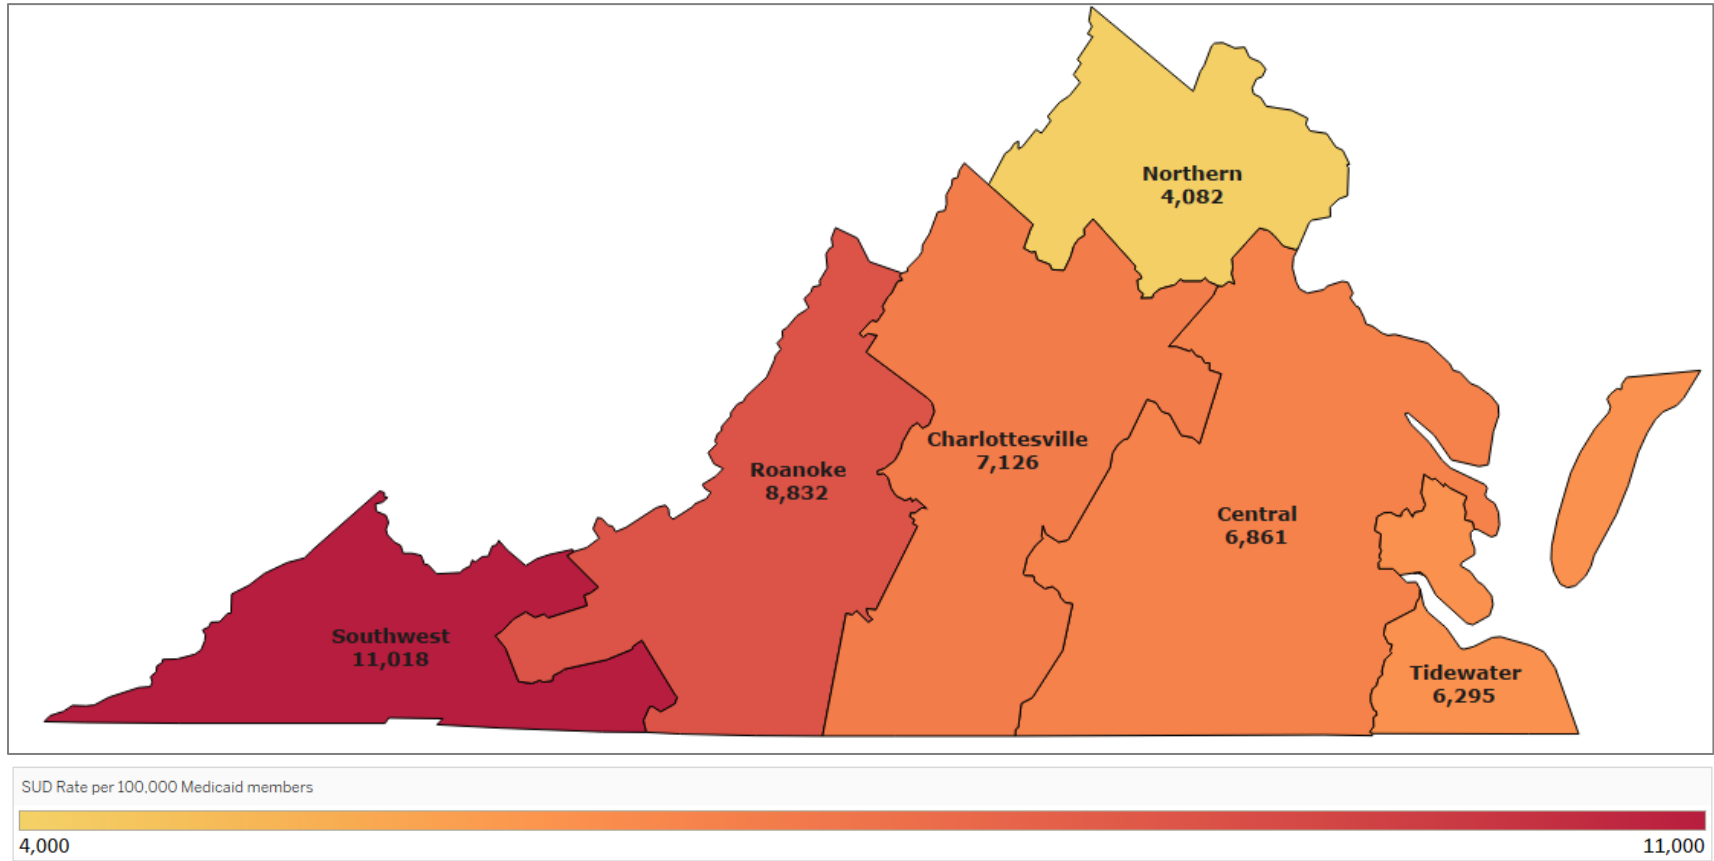 Northern
4,082
Charlottesville
7,126
Roanoke
8,832
Central
6,861
Southwest
11,018
Tidewater
6,295
SUD Rate per 100,000 Medicaid members
4,000
11,000